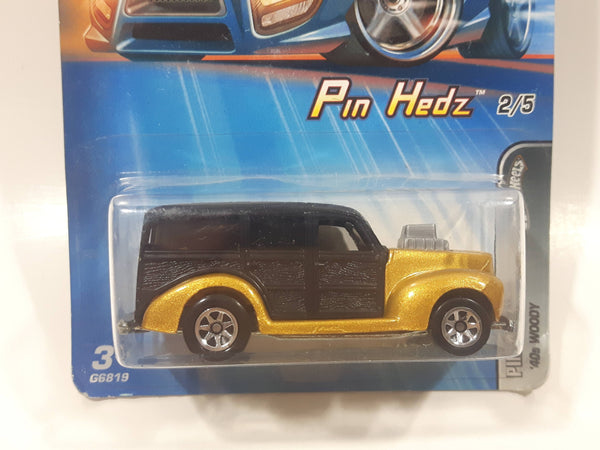 Pin Hedz™ 2/5
'40s WOODY
3
G6819